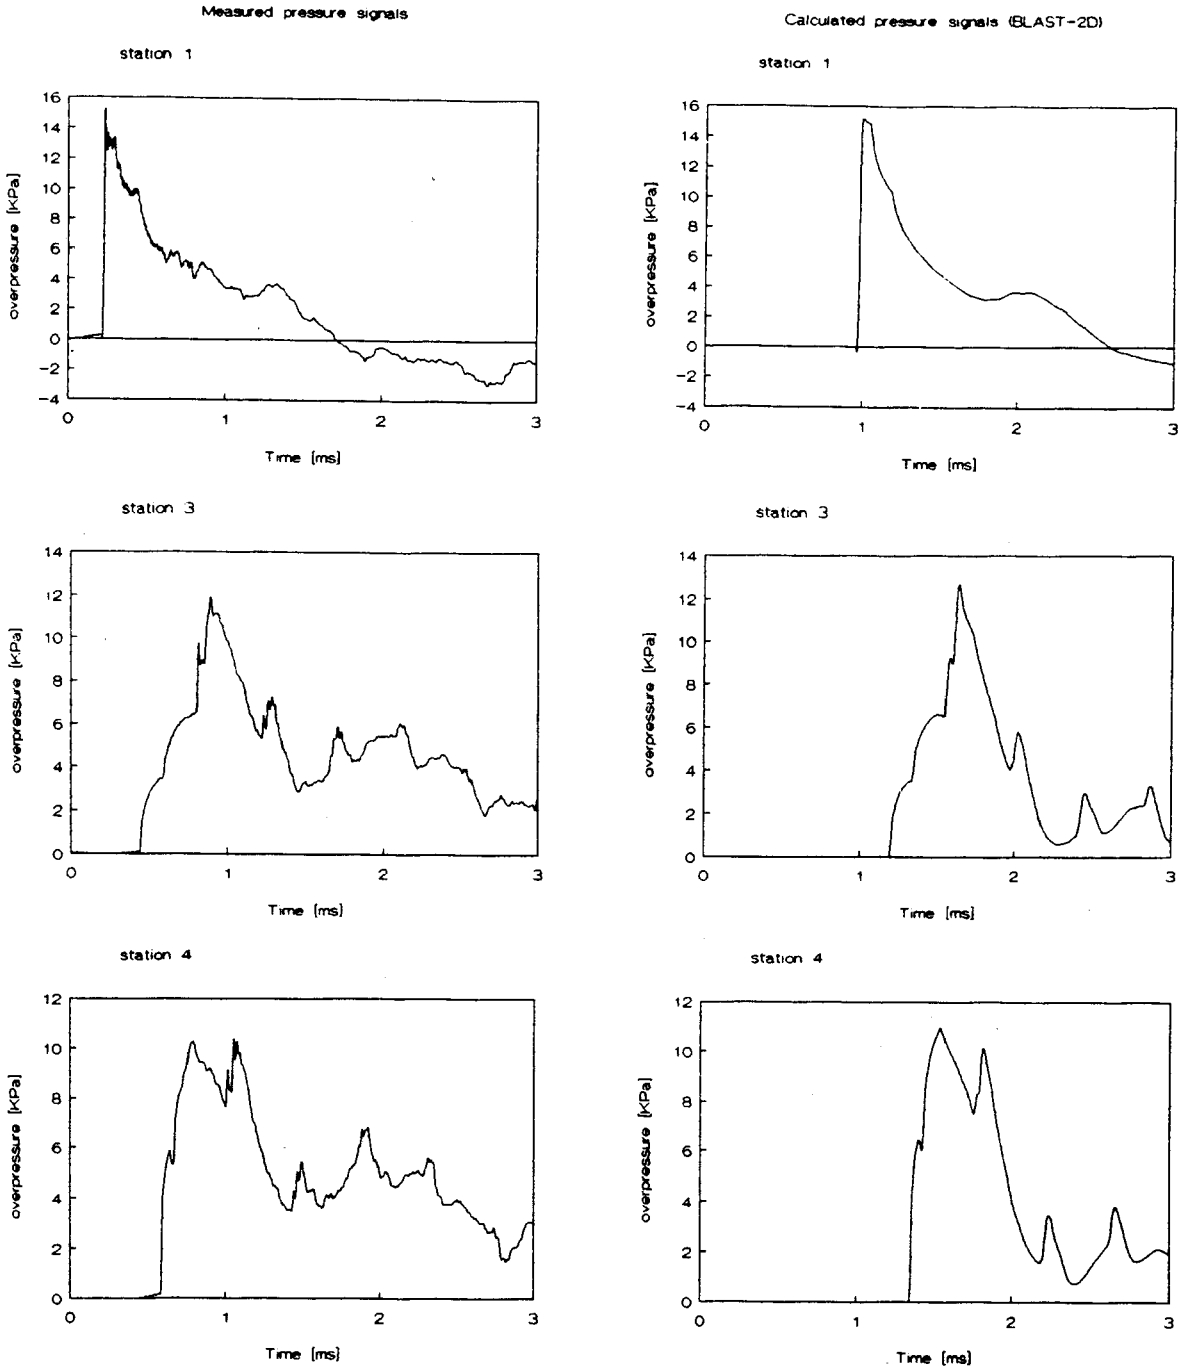 Measured pressure signals
Calculated pressure signals (BLAST-2D)
station 1
16
14
12
10
8
6
4
2
0
-2
-4
overpressure [KPa]
0 1 2 3
Time [ms]
station 1
16
14
12
10
8
6
4
2
0
-2
-4
overpressure [KPa]
0 1 2 3
Time [ms]
station 3
14
12
10
8
6
4
2
0
overpressure [KPa]
0 1 2 3
Time [ms]
station 3
14
12
10
8
6
4
2
0
overpressure [KPa]
0 1 2 3
Time [ms]
station 4
12
10
8
6
4
2
0
overpressure [KPa]
0 1 2 3
Time [ms]
station 4
12
10
8
6
4
2
0
overpressure [KPa]
0 1 2 3
Time [ms]